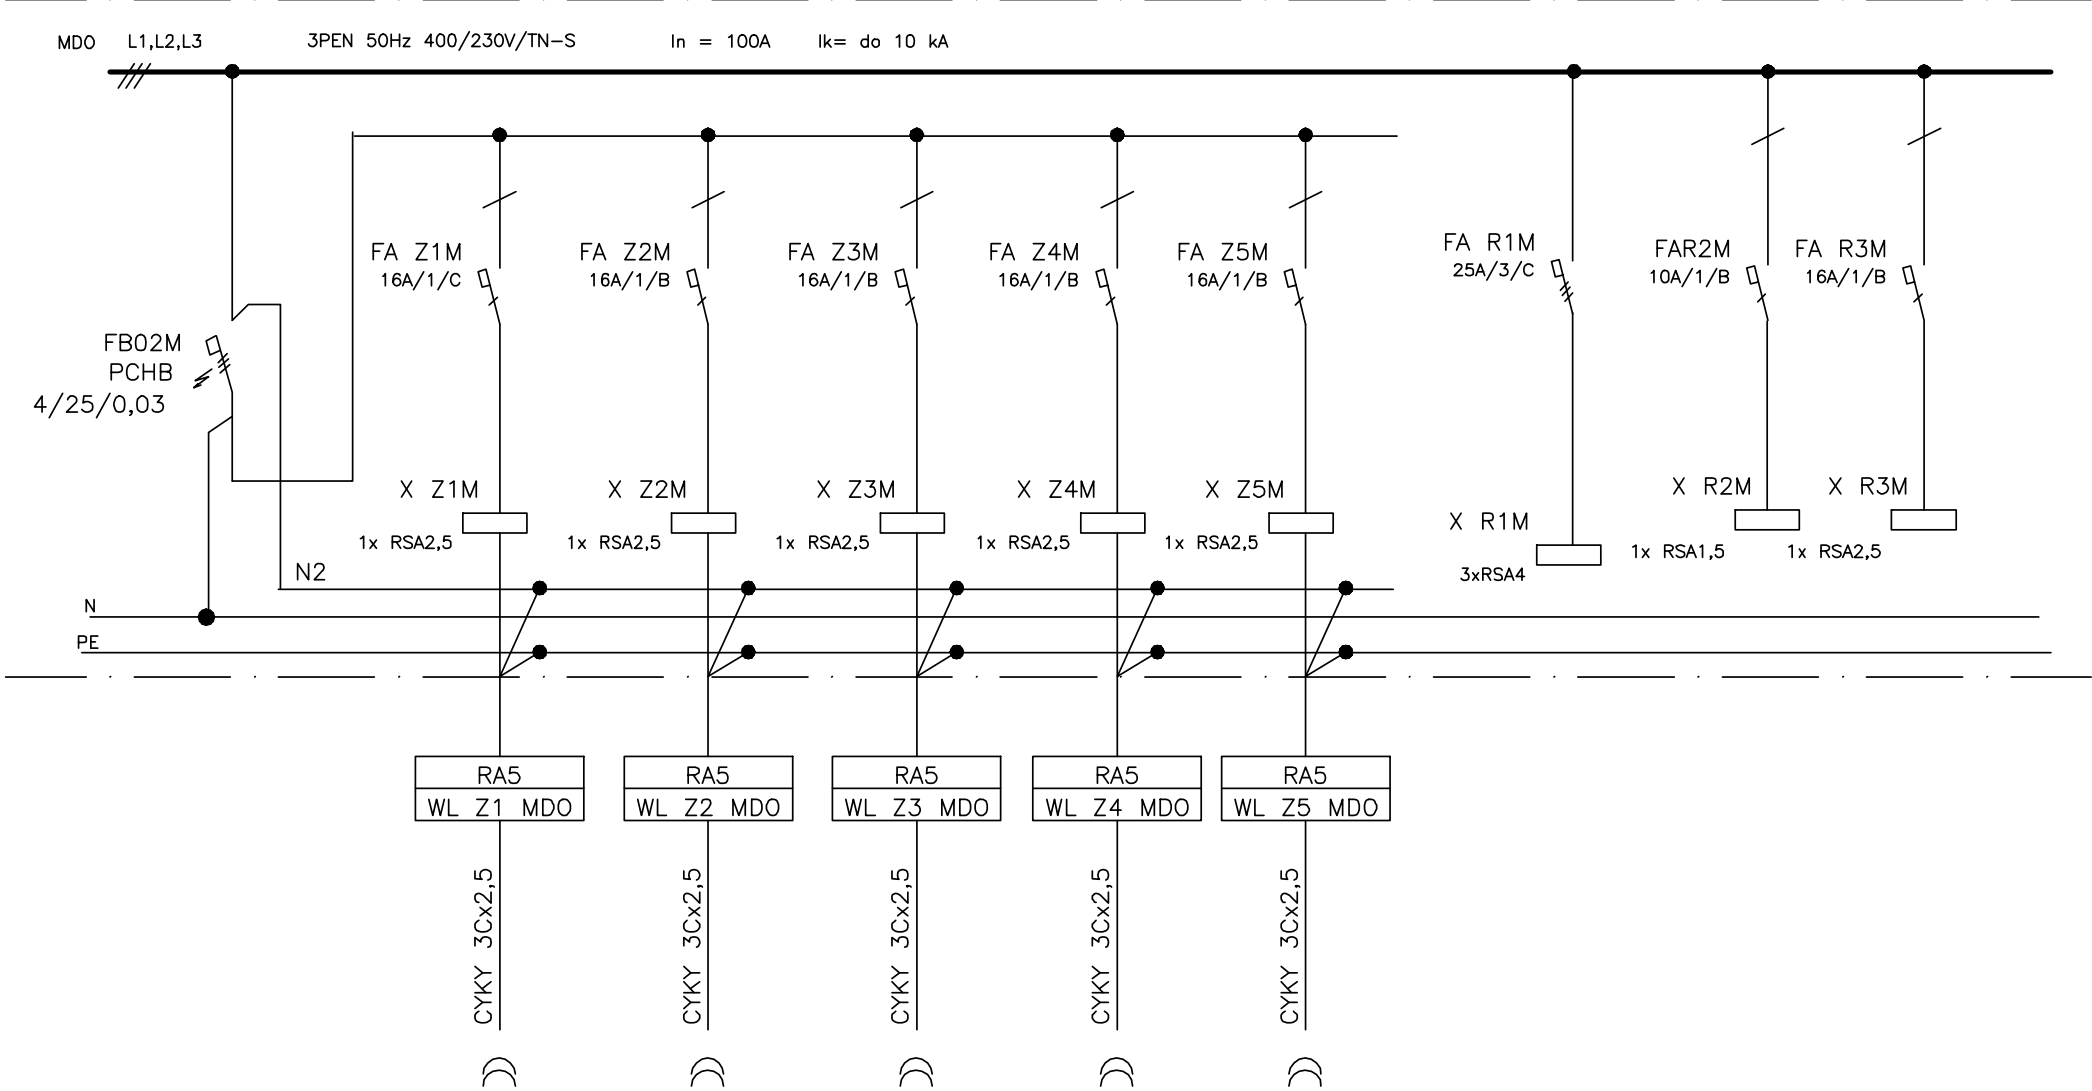 MDO L1,L2,L3 3PEN 50Hz 400/230V/TN-S In = 100A Ik= do 10 kA
FA Z1M
16A/1/C
FA Z2M
16A/1/B
FA Z3M
16A/1/B
FA Z4M
16A/1/B
FA Z5M
16A/1/B
FA R1M
25A/3/C
FAR2M
10A/1/B
FA R3M
16A/1/B
FB02M
PCHB
4/25/0,03
X Z1M
1x RSA2,5
X Z2M
1x RSA2,5
X Z3M
1x RSA2,5
X Z4M
1x RSA2,5
X Z5M
1x RSA2,5
X R1M
3xRSA4
X R2M
1x RSA1,5
X R3M
1x RSA2,5
N2
N
PE
RA5
WL Z1 MDO
RA5
WL Z2 MDO
RA5
WL Z3 MDO
RA5
WL Z4 MDO
RA5
WL Z5 MDO
CYKY 3Cx2,5
CYKY 3Cx2,5
CYKY 3Cx2,5
CYKY 3Cx2,5
CYKY 3Cx2,5